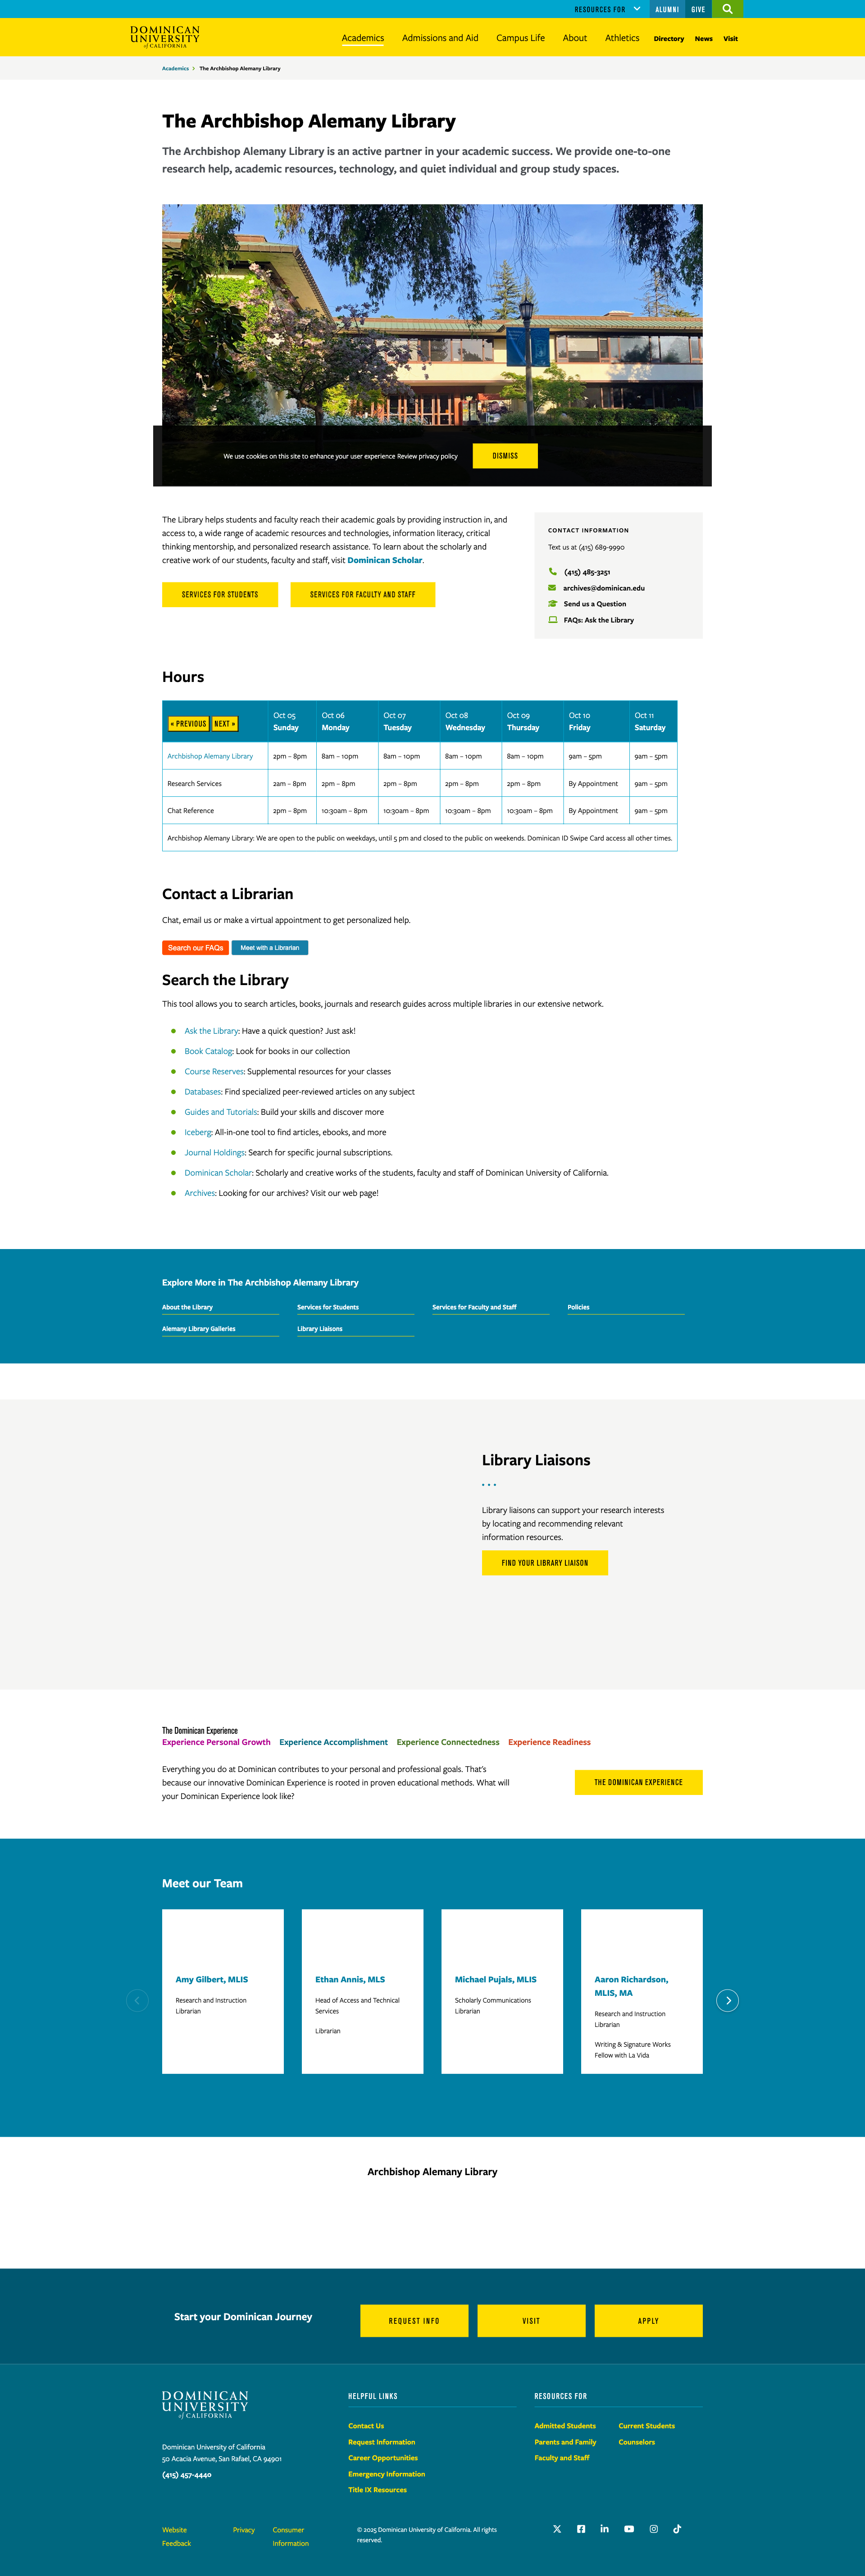 RESOURCES FOR
ALUMNI
GIVE
DOMINICAN
UNIVERSITY
of CALIFORNIA
Academics
Admissions and Aid
Campus Life
About
Athletics
Directory
News
Visit
Academics > The Archbishop Alemany Library
The Archbishop Alemany Library
The Archbishop Alemany Library is an active partner in your academic success. We provide one-to-one
research help, academic resources, technology, and quiet individual and group study spaces.
We use cookies on this site to enhance your user experience Review privacy policy
DISMISS
The Library helps students and faculty reach their academic goals by providing instruction in, and
access to, a wide range of academic resources and technologies, information literacy, critical
thinking mentorship, and personalized research assistance. To learn about the scholarly and
creative work of our students, faculty and staff, visit Dominican Scholar.
SERVICES FOR STUDENTS
SERVICES FOR FACULTY AND STAFF
CONTACT INFORMATION
Text us at (415) 689-9990
(415) 485-3251
archives@dominican.edu
Send us a Question
FAQs: Ask the Library
Hours
« PREVIOUS NEXT » Oct 05 Oct 06 Oct 07 Oct 08 Oct 09 Oct 10 Oct 11
Sunday Monday Tuesday Wednesday Thursday Friday Saturday
Archbishop Alemany Library 2pm – 8pm 8am – 10pm 8am – 10pm 8am – 10pm 8am – 10pm 9am – 5pm 9am – 5pm
Research Services 2am – 8pm 2pm – 8pm 2pm – 8pm 2pm – 8pm 2pm – 8pm By Appointment 9am – 5pm
Chat Reference 2pm – 8pm 10:30am – 8pm 10:30am – 8pm 10:30am – 8pm 10:30am – 8pm By Appointment 9am – 5pm
Archbishop Alemany Library: We are open to the public on weekdays, until 5 pm and closed to the public on weekends. Dominican ID Swipe Card access all other times.
Contact a Librarian
Chat, email us or make a virtual appointment to get personalized help.
Search our FAQs
Meet with a Librarian
Search the Library
This tool allows you to search articles, books, journals and research guides across multiple libraries in our extensive network.
Ask the Library: Have a quick question? Just ask!
Book Catalog: Look for books in our collection
Course Reserves: Supplemental resources for your classes
Databases: Find specialized peer-reviewed articles on any subject
Guides and Tutorials: Build your skills and discover more
Iceberg: All-in-one tool to find articles, ebooks, and more
Journal Holdings: Search for specific journal subscriptions.
Dominican Scholar: Scholarly and creative works of the students, faculty and staff of Dominican University of California.
Archives: Looking for our archives? Visit our web page!
Explore More in The Archbishop Alemany Library
About the Library
Services for Students
Services for Faculty and Staff
Policies
Alemany Library Galleries
Library Liaisons
Library Liaisons
Library liaisons can support your research interests
by locating and recommending relevant
information resources.
FIND YOUR LIBRARY LIAISON
The Dominican Experience
Experience Personal Growth Experience Accomplishment Experience Connectedness Experience Readiness
Everything you do at Dominican contributes to your personal and professional goals. That's
because our innovative Dominican Experience is rooted in proven educational methods. What will
your Dominican Experience look like?
THE DOMINICAN EXPERIENCE
Meet our Team
Amy Gilbert, MLIS
Research and Instruction
Librarian
Ethan Annis, MLS
Head of Access and Technical
Services
Librarian
Michael Pujals, MLIS
Scholarly Communications
Librarian
Aaron Richardson,
MLIS, MA
Research and Instruction
Librarian
Writing & Signature Works
Fellow with La Vida
Archbishop Alemany Library
Start your Dominican Journey
REQUEST INFO
VISIT
APPLY
DOMINICAN
UNIVERSITY
of CALIFORNIA
Dominican University of California
50 Acacia Avenue, San Rafael, CA 94901
(415) 457-4440
HELPFUL LINKS
Contact Us
Request Information
Career Opportunities
Emergency Information
Title IX Resources
RESOURCES FOR
Admitted Students
Parents and Family
Faculty and Staff
Current Students
Counselors
Website
Feedback
Privacy
Consumer
Information
© 2025 Dominican University of California. All rights
reserved.